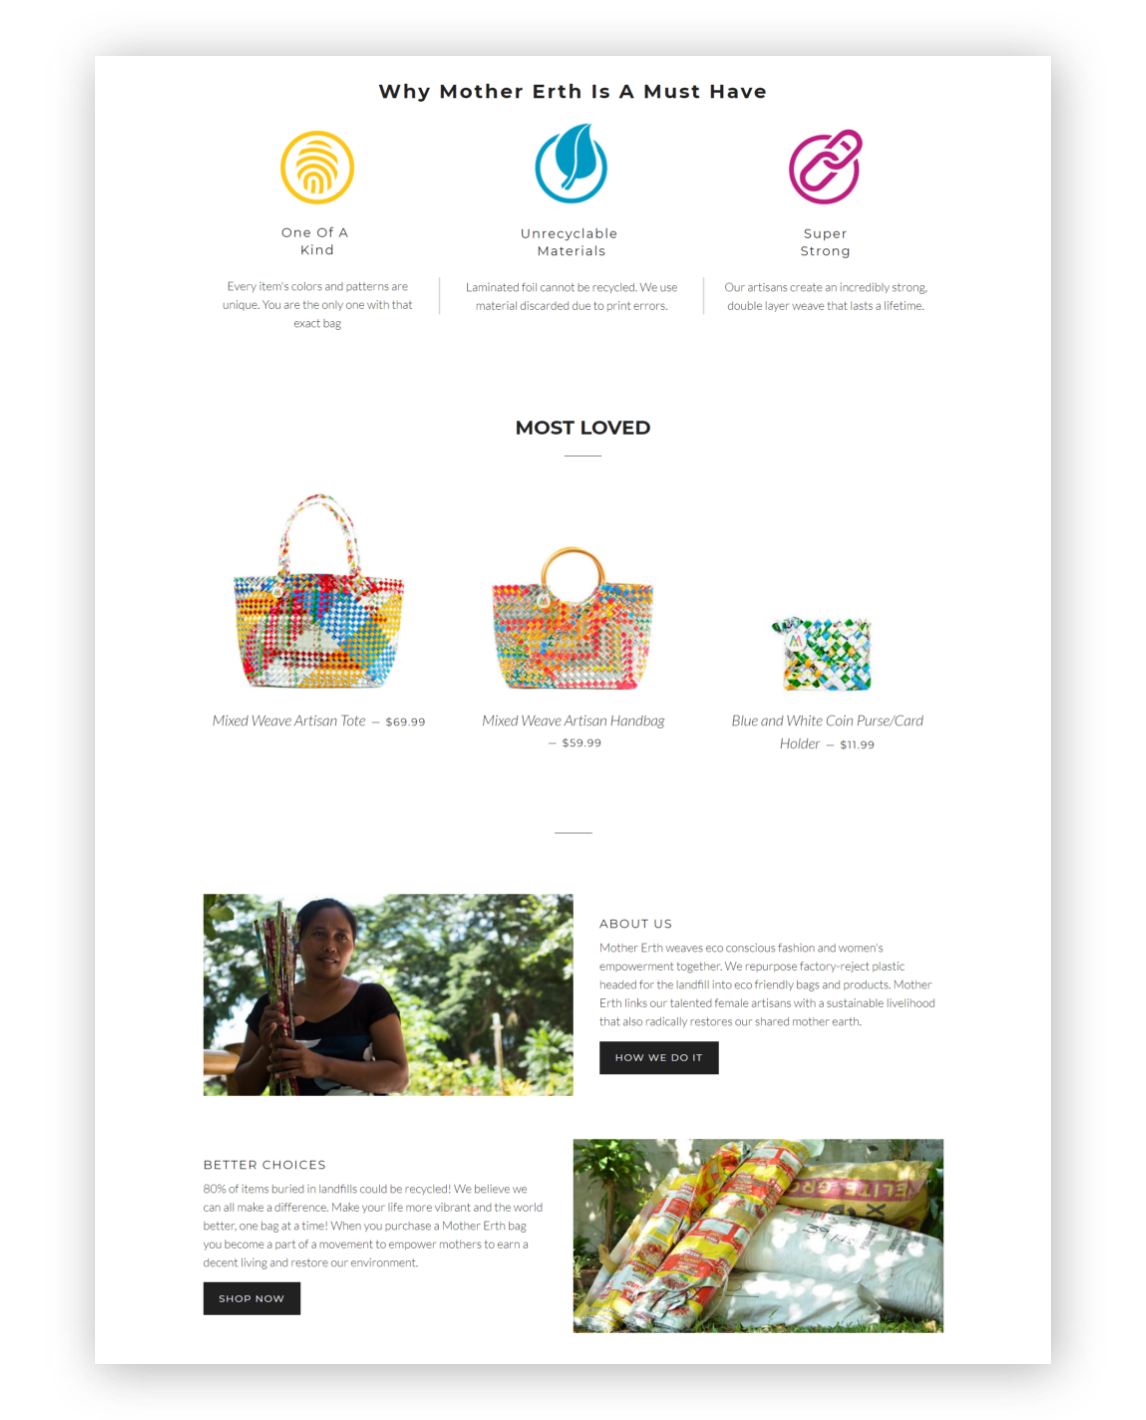 Why Mother Erth Is A Must Have
One Of A
Kind
Every item's colors and patterns are
unique. You are the only one with that
exact bag
Unrecyclable
Materials
Laminated foil cannot be recycled. We use
material discarded due to print errors.
Super
Strong
Our artisans create an incredibly strong,
double layer weave that lasts a lifetime.
MOST LOVED
Mixed Weave Artisan Tote — $69.99
Mixed Weave Artisan Handbag
— $59.99
Blue and White Coin Purse/Card
Holder — $11.99
ABOUT US
Mother Erth weaves eco conscious fashion and women's
empowerment together. We repurpose factory-reject plastic
headed for the landfill into eco friendly bags and products. Mother
Erth links our talented female artisans with a sustainable livelihood
that also radically restores our shared mother earth.
HOW WE DO IT
BETTER CHOICES
80% of items buried in landfills could be recycled! We believe we
can all make a difference. Make your life more vibrant and the world
better, one bag at a time! When you purchase a Mother Erth bag
you become a part of a movement to empower mothers to earn a
decent living and restore our environment.
SHOP NOW